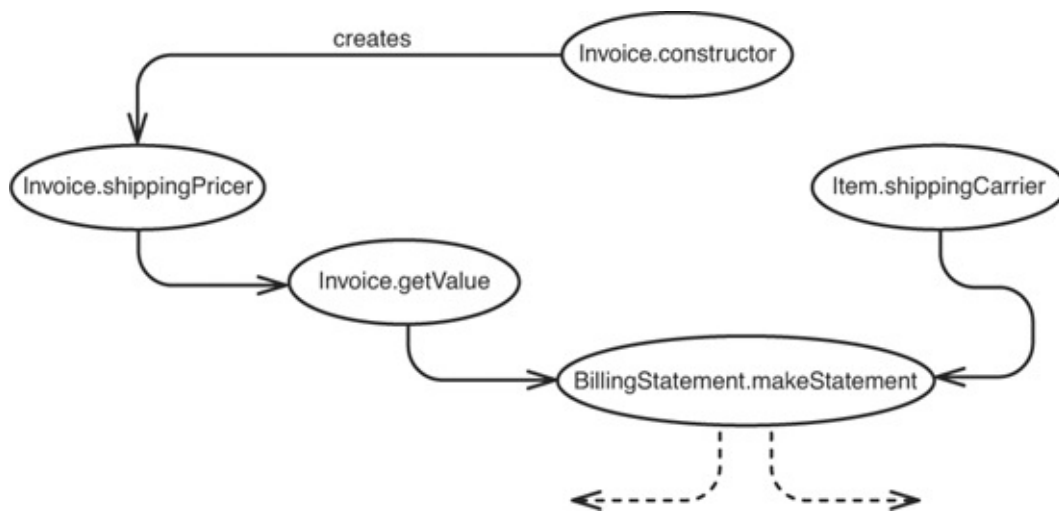 creates
Invoice.constructor
Invoice.shippingPricer
Item.shippingCarrier
Invoice.getValue
BillingStatement.makeStatement